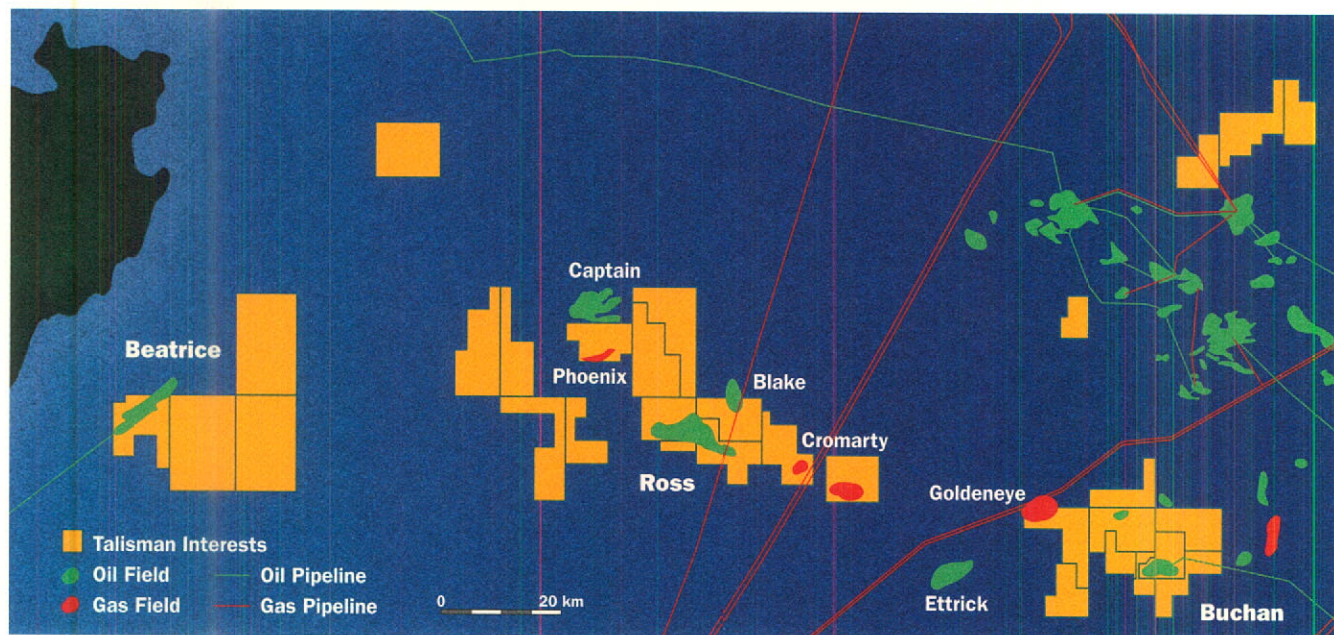 Captain
Beatrice
Phoenix
Blake
Cromarty
Ross
Goldeneye
Talisman Interests
Oil Field
Oil Pipeline
Gas Field
Gas Pipeline
0 20 km
Ettrick
Buchan